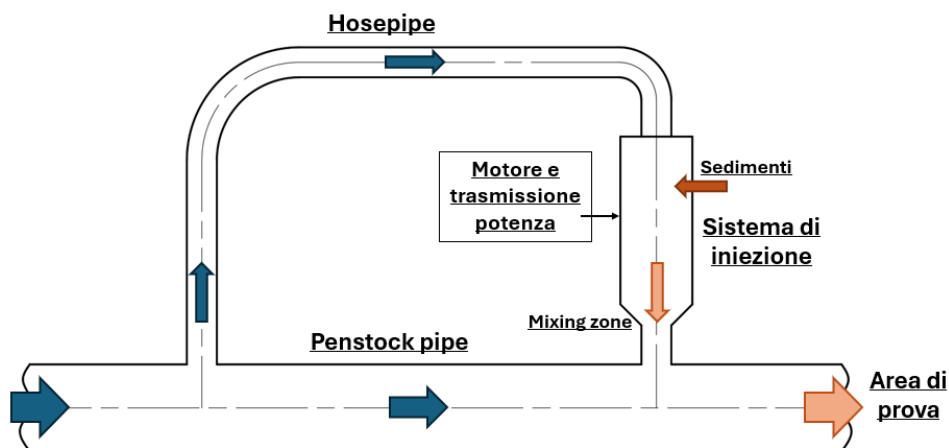 Hosepipe
Motore e
trasmissione
potenza
Sedimenti
Sistema di
iniezione
Mixing zone
Penstock pipe
Area di
prova